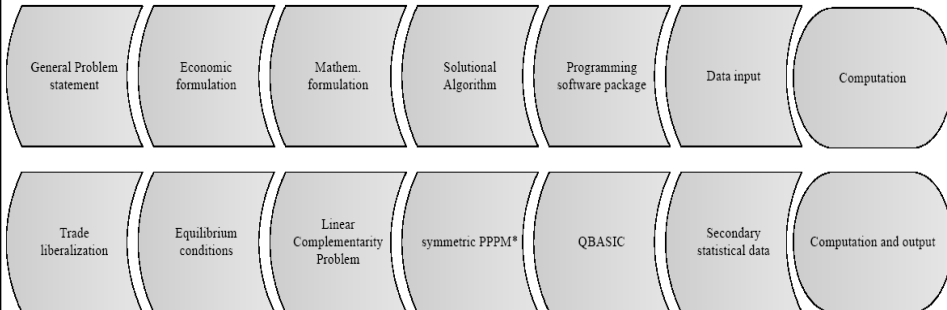 General Problem
statement
Economic
formulation
Mathem.
formulation
Solutional
Algorithm
Programming
software package
Data input
Computation
Trade
liberalization
Equilibrium
conditions
Linear
Complementarity
Problem
symmetric PPPM*
QBASIC
Secondary
statistical data
Computation and output